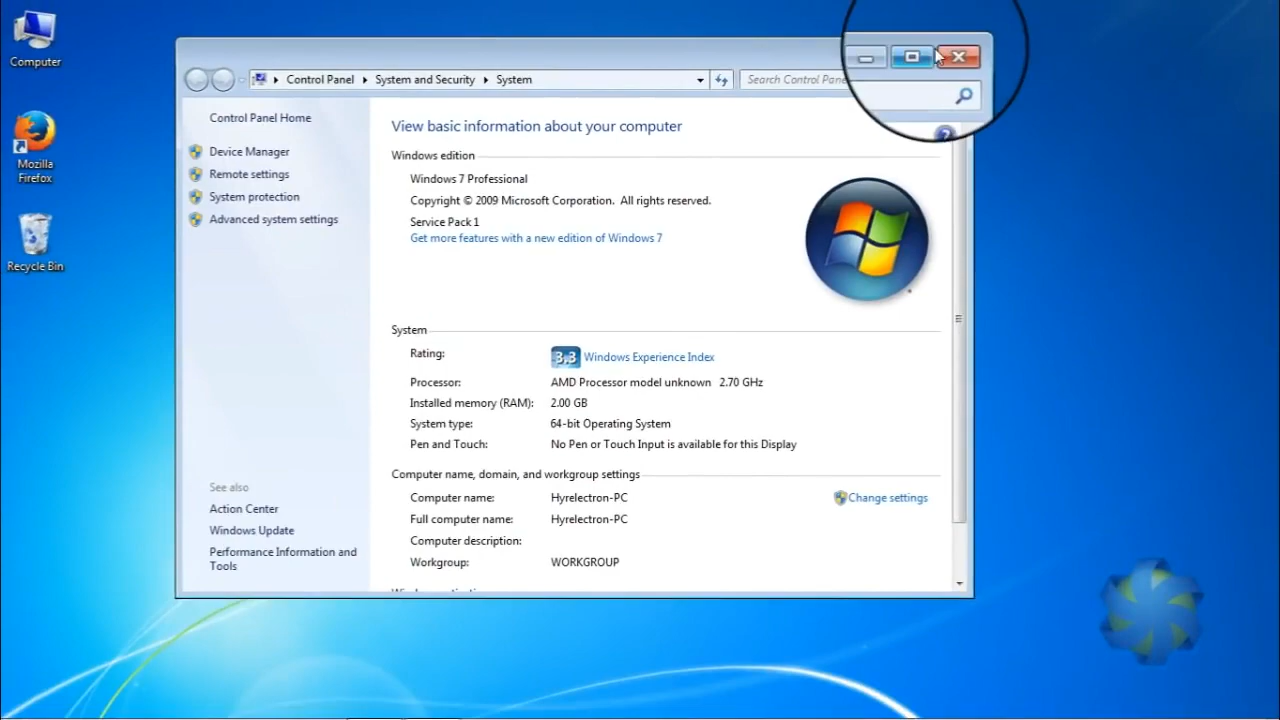 Computer
Mozilla
Firefox
Recycle Bin
Control Panel System and Security System
Search Control
Control Panel Home
Device Manager
Remote settings
System protection
Advanced system settings
See also
Action Center
Windows Update
Performance Information and
Tools
View basic information about your computer
Windows edition
Windows 7 Professional
Copyright © 2009 Microsoft Corporation. All rights reserved.
Service Pack 1
Get more features with a new edition of Windows 7
System
Rating: 3,3 Windows Experience Index
Processor: AMD Processor model unknown 2.70 GHz
Installed memory (RAM): 2.00 GB
System type: 64-bit Operating System
Pen and Touch: No Pen or Touch Input is available for this Display
Computer name, domain, and workgroup settings
Computer name: Hyrelectron-PC Change settings
Full computer name: Hyrelectron-PC
Computer description:
Workgroup: WORKGROUP